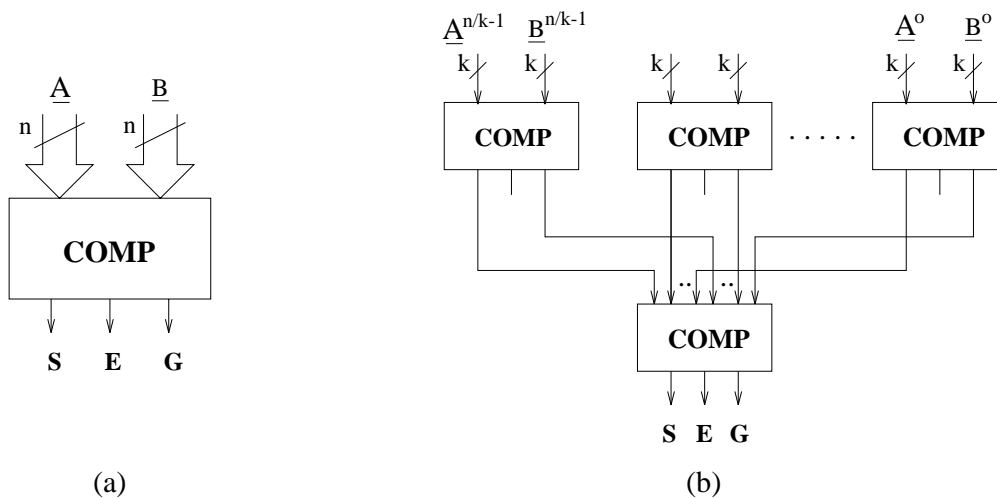 A B
n n
COMP
S E G
(a)
A^n/k-1 B^n/k-1 A^o B^o
k k k k k k
COMP COMP . . . . . COMP
.. ..
COMP
S E G
(b)